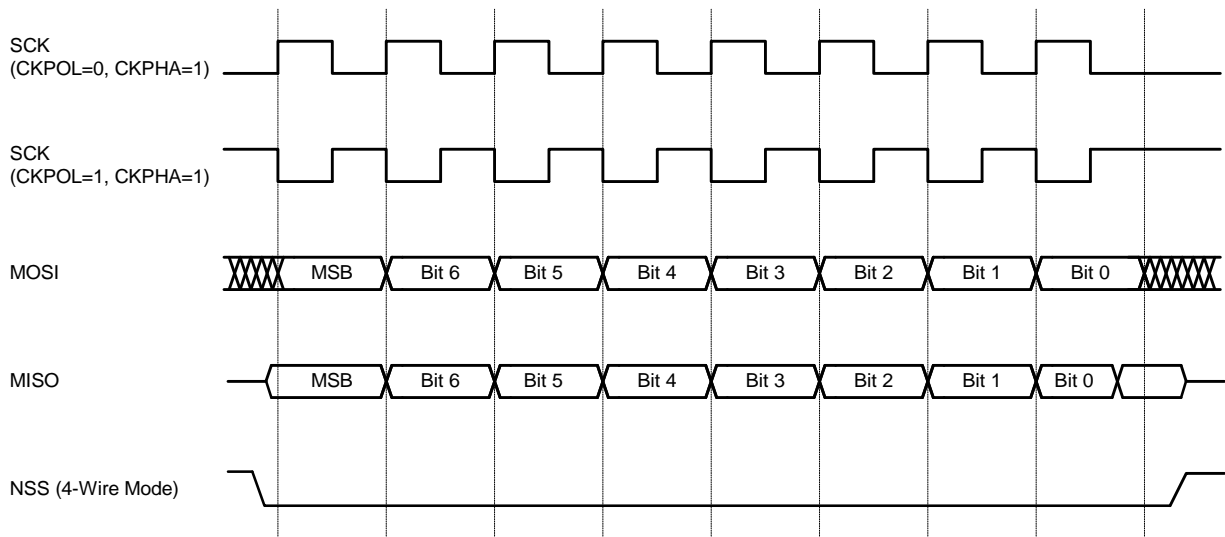 SCK
(CKPOL=0, CKPHA=1)
SCK
(CKPOL=1, CKPHA=1)
MOSI
MSB
Bit 6
Bit 5
Bit 4
Bit 3
Bit 2
Bit 1
Bit 0
MISO
MSB
Bit 6
Bit 5
Bit 4
Bit 3
Bit 2
Bit 1
Bit 0
NSS (4-Wire Mode)